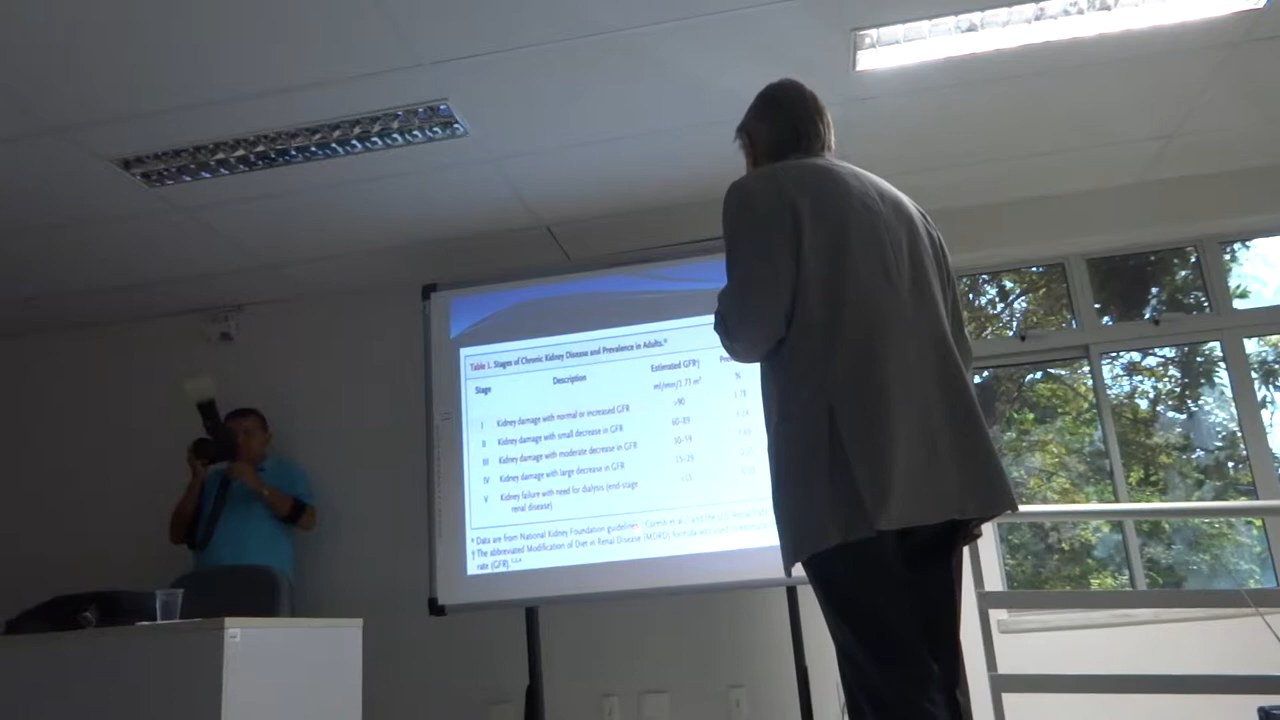 Table 1. Stages of Chronic Kidney Disease and Prevalence in Adults.*
Stage Description Estimated GFR†
ml/min/1.73 m² %
I Kidney damage with normal or increased GFR >90
II Kidney damage with small decrease in GFR 60–89
III Kidney damage with moderate decrease in GFR 30–59
IV Kidney damage with large decrease in GFR 15–29
V Kidney failure with need for dialysis (end-stage <15
renal disease)
* Data are from National Kidney Foundation guidelines
† The abbreviated Modification of Diet in Renal Disease (MDRD) formula was used to estimate
rate (GFR).